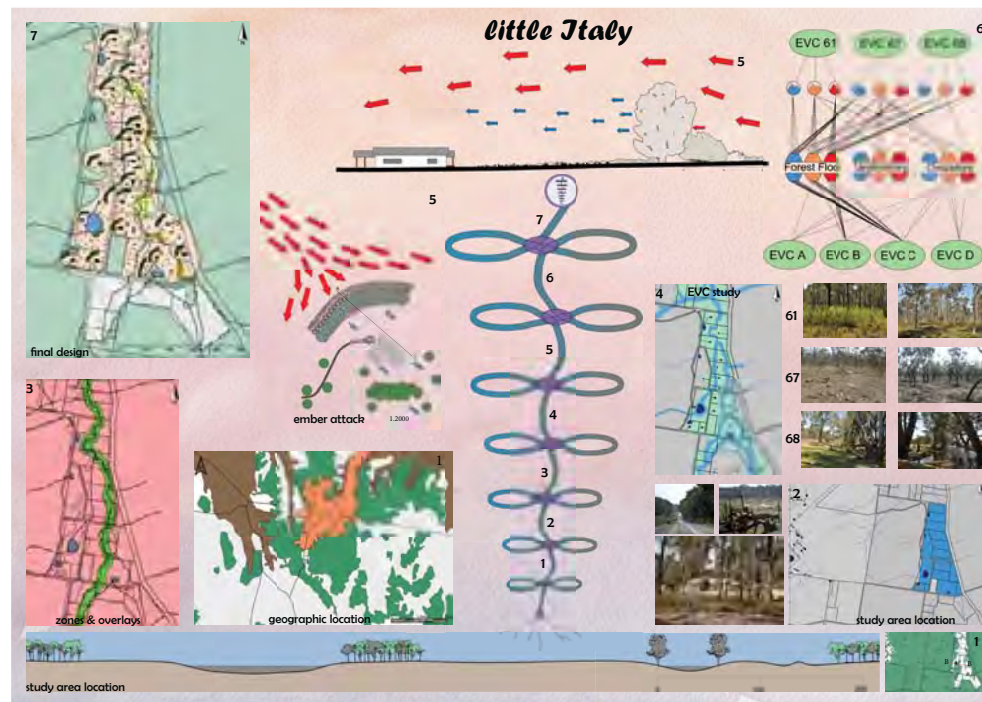 little Italy
7
final design
5
5
ember attack
1:2000
6
EVC 61
EVC 67
EVC 68
Forest Floo
EVC A
EVC B
EVC C
EVC D
7
6
5
4
3
2
1
4
EVC study
61
67
68
3
zones & overlays
1
geographic location
2
study area location
study area location
1